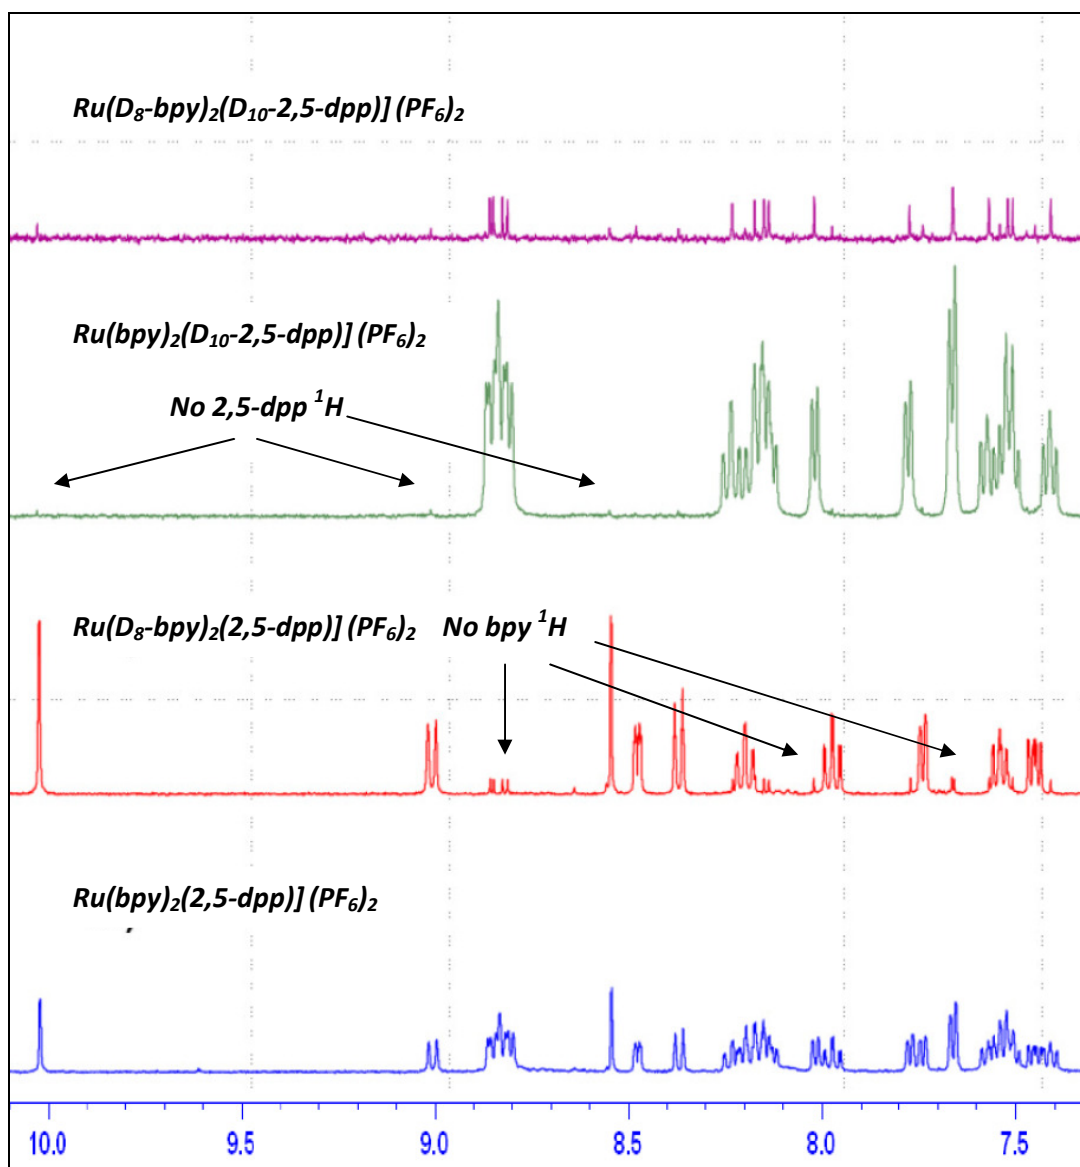 Ru(D₈-bpy)₂(D₁₀-2,5-dpp)] (PF₆)₂
Ru(bpy)₂(D₁₀-2,5-dpp)] (PF₆)₂
No 2,5-dpp ¹H
Ru(D₈-bpy)₂(2,5-dpp)] (PF₆)₂ No bpy ¹H
Ru(bpy)₂(2,5-dpp)] (PF₆)₂
10.0 9.5 9.0 8.5 8.0 7.5